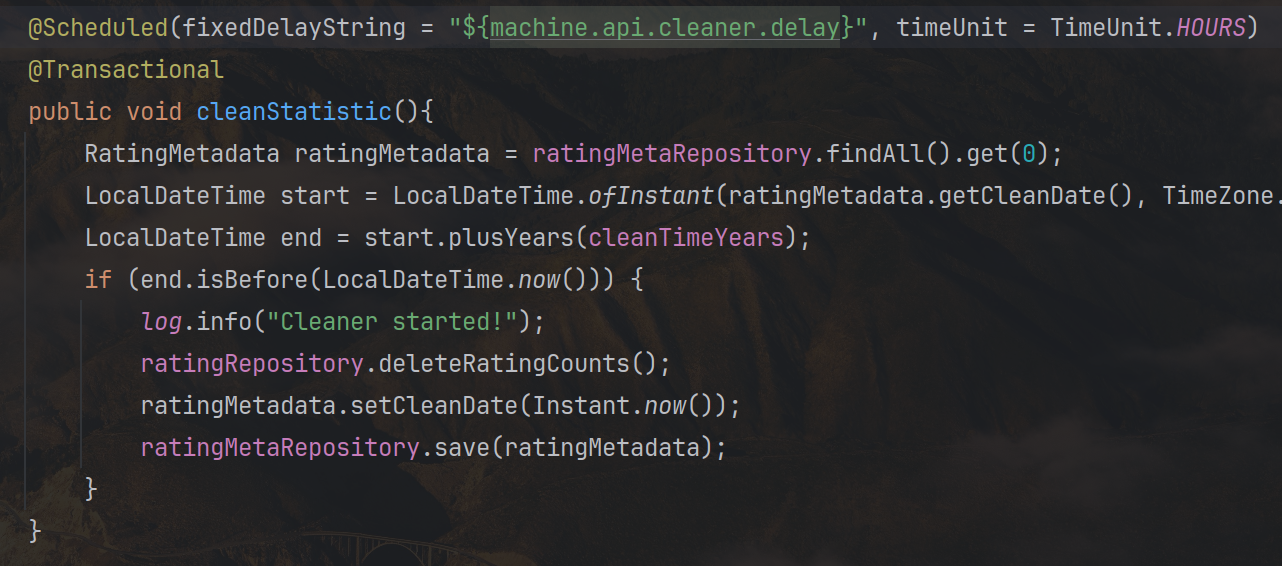 @Scheduled(fixedDelayString = "${machine.api.cleaner.delay}", timeUnit = TimeUnit.HOURS)
@Transactional
public void cleanStatistic(){
    RatingMetadata ratingMetadata = ratingMetaRepository.findAll().get(0);
    LocalDateTime start = LocalDateTime.ofInstant(ratingMetadata.getCleanDate(), TimeZone.
    LocalDateTime end = start.plusYears(cleanTimeYears);
    if (end.isBefore(LocalDateTime.now())) {
        log.info("Cleaner started!");
        ratingRepository.deleteRatingCounts();
        ratingMetadata.setCleanDate(Instant.now());
        ratingMetaRepository.save(ratingMetadata);
    }
}